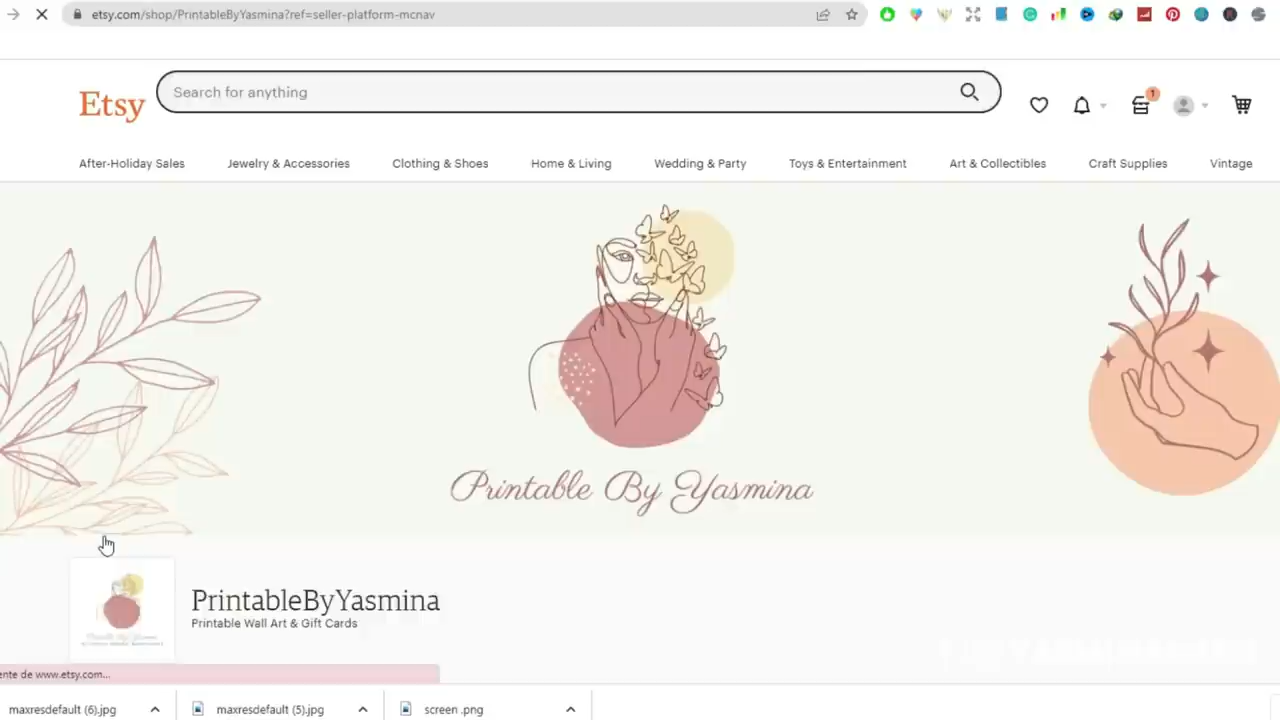 etsy.com/shop/PrintableByYasmina?ref=seller-platform-mcnav
Etsy
Search for anything
1
After-Holiday Sales Jewelry & Accessories Clothing & Shoes Home & Living Wedding & Party Toys & Entertainment Art & Collectibles Craft Supplies Vintage
Printable By Yasmina
PrintableByYasmina
Printable Wall Art & Gift Cards
ente de www.etsy.com...
maxresdefault (6).jpg maxresdefault (5).jpg screen .png